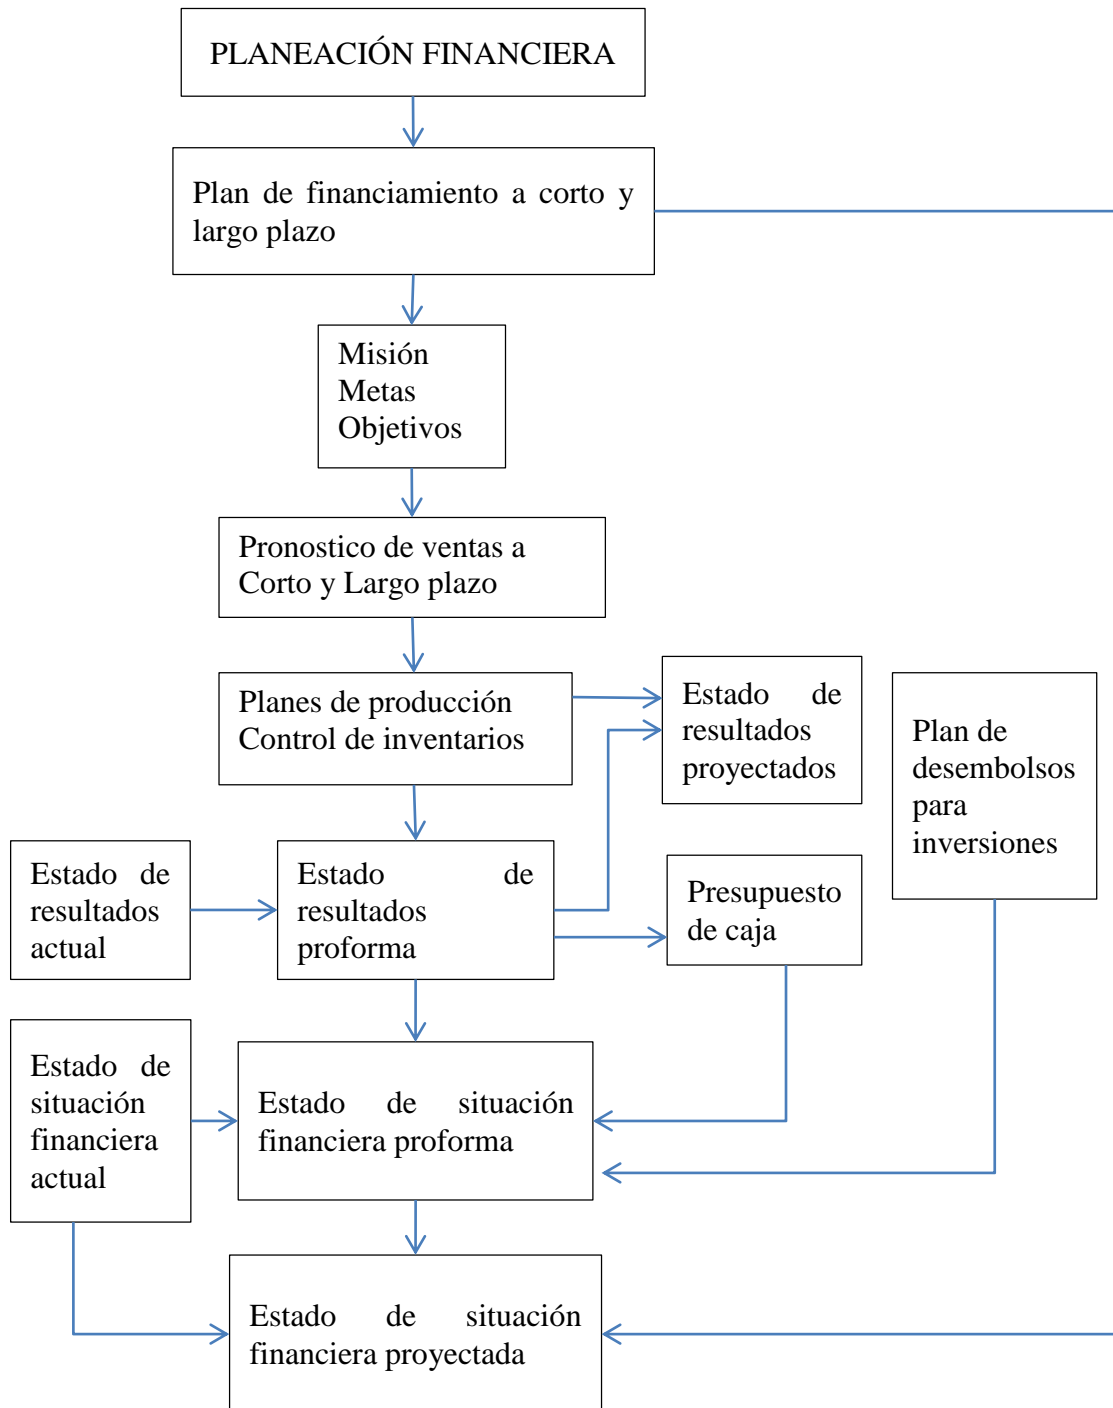 PLANEACIÓN FINANCIERA
Plan de financiamiento a corto y
largo plazo
Misión
Metas
Objetivos
Pronostico de ventas a
Corto y Largo plazo
Planes de producción
Control de inventarios
Estado de
resultados
proyectados
Plan de
desembolsos
para
inversiones
Estado de
resultados
actual
Estado de
resultados
proforma
Presupuesto
de caja
Estado de
situación
financiera
actual
Estado de situación
financiera proforma
Estado de situación
financiera proyectada